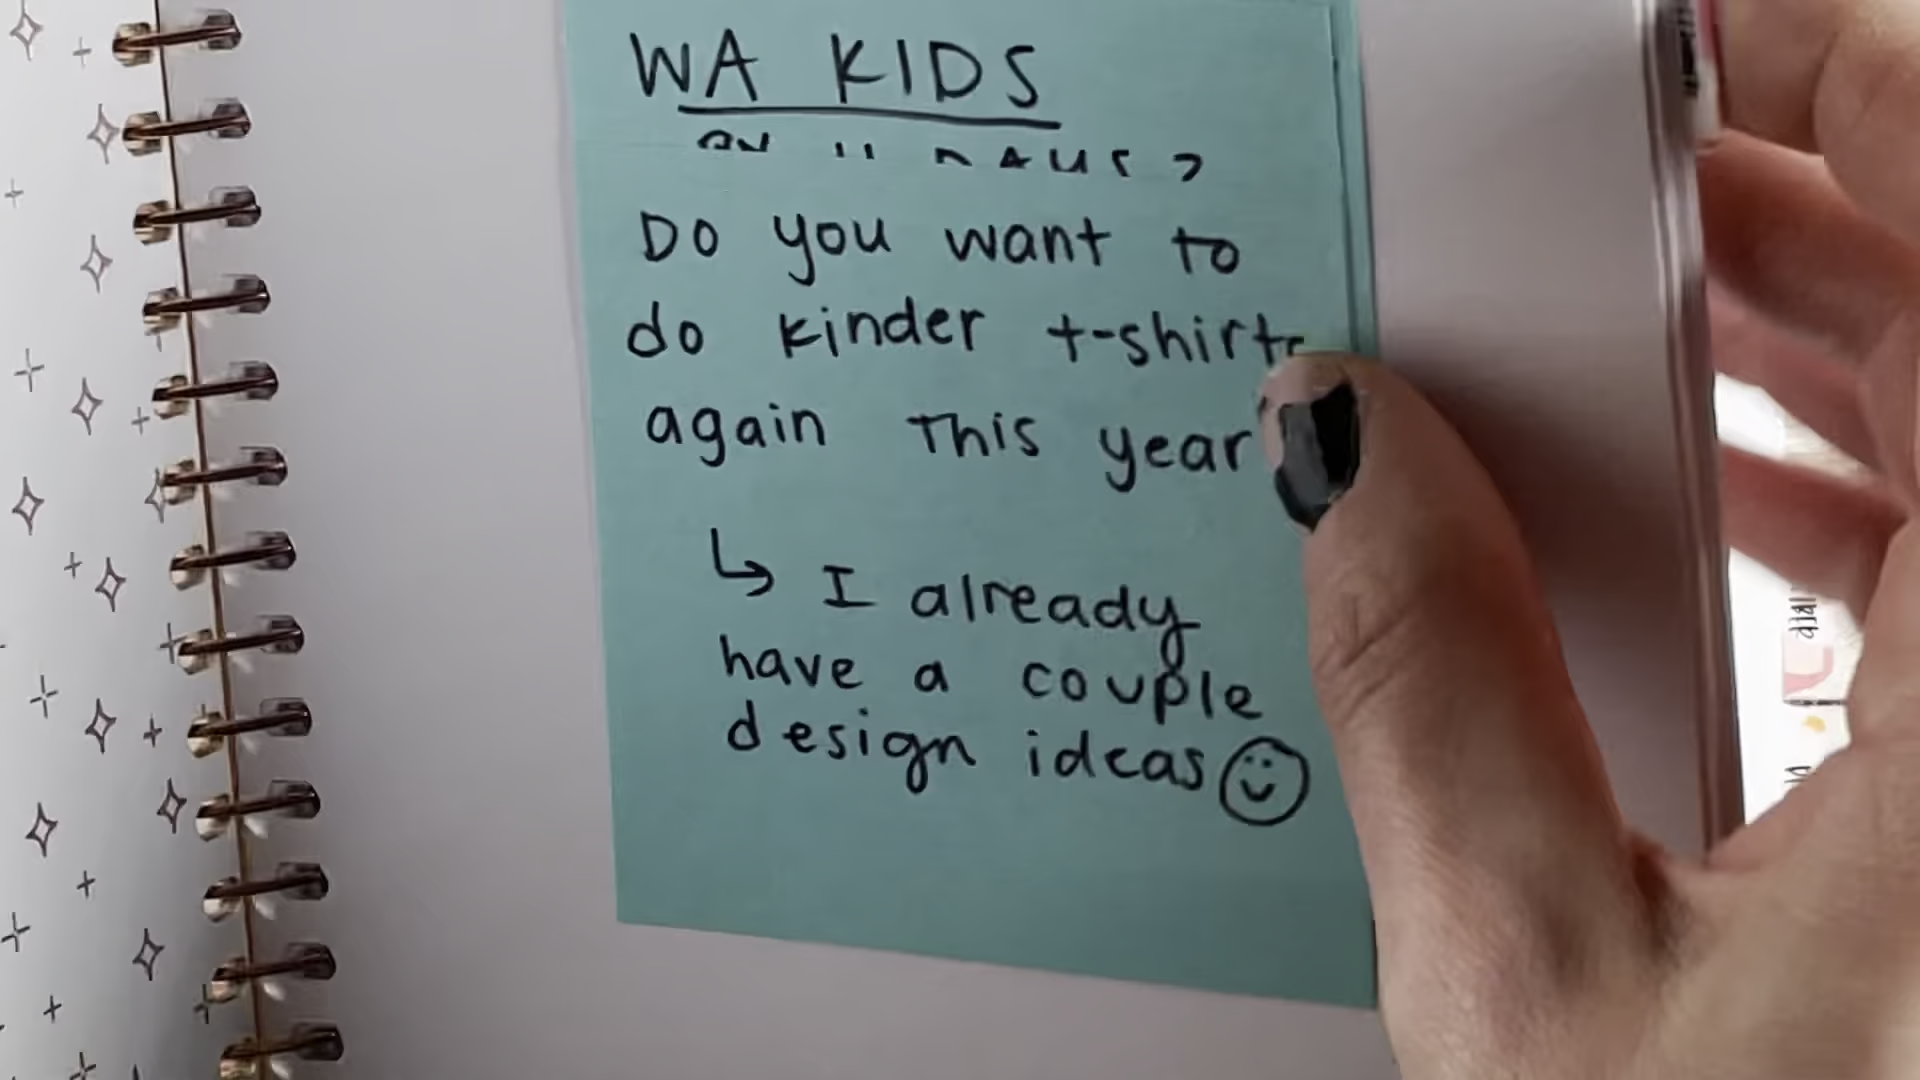 WA KIDS
Do you want to
do kinder t-shirts
again this year
↳ I already
have a couple
design ideas